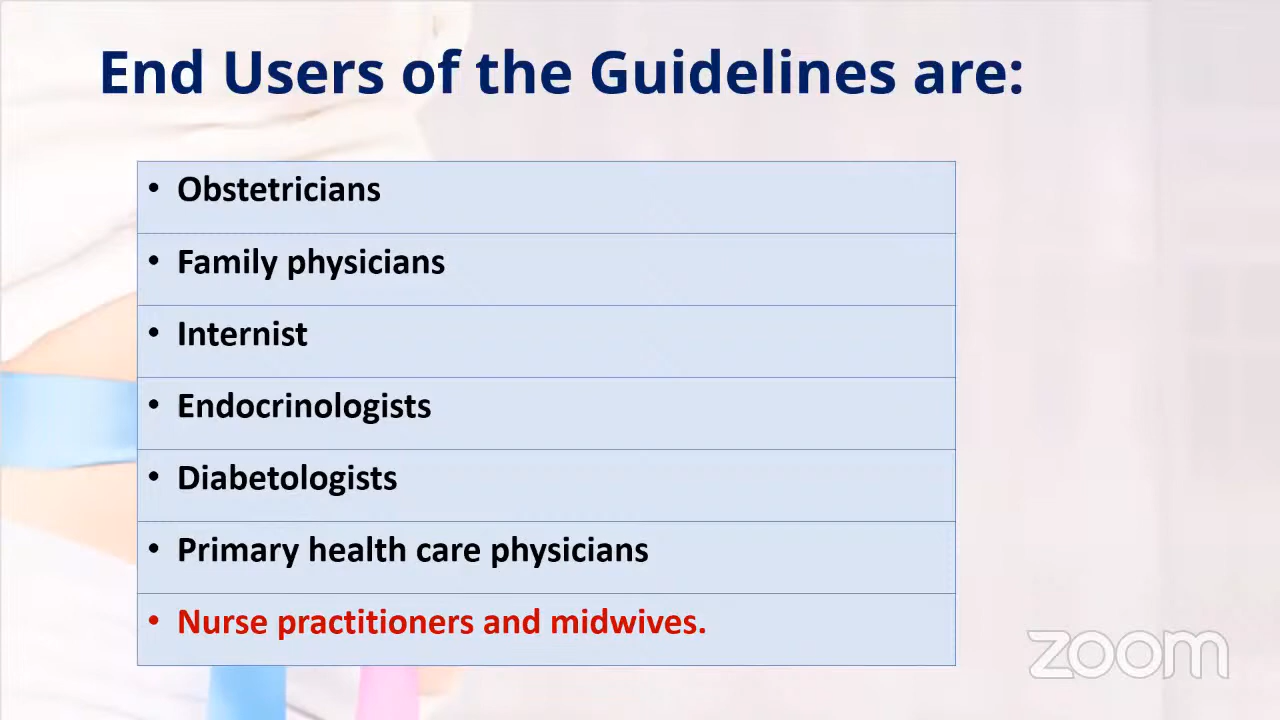 End Users of the Guidelines are:
• Obstetricians
• Family physicians
• Internist
• Endocrinologists
• Diabetologists
• Primary health care physicians
• Nurse practitioners and midwives.
zoom